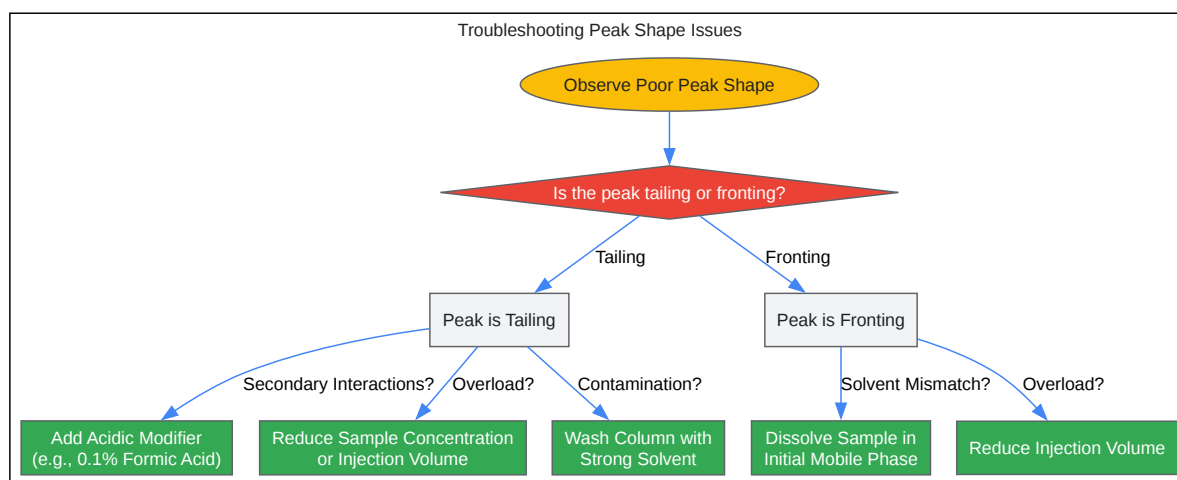 Troubleshooting Peak Shape Issues
Observe Poor Peak Shape
Is the peak tailing or fronting?
Tailing
Fronting
Peak is Tailing
Peak is Fronting
Secondary Interactions?
Overload?
Contamination?
Solvent Mismatch?
Overload?
Add Acidic Modifier
(e.g., 0.1% Formic Acid)
Reduce Sample Concentration
or Injection Volume
Wash Column with
Strong Solvent
Dissolve Sample in
Initial Mobile Phase
Reduce Injection Volume